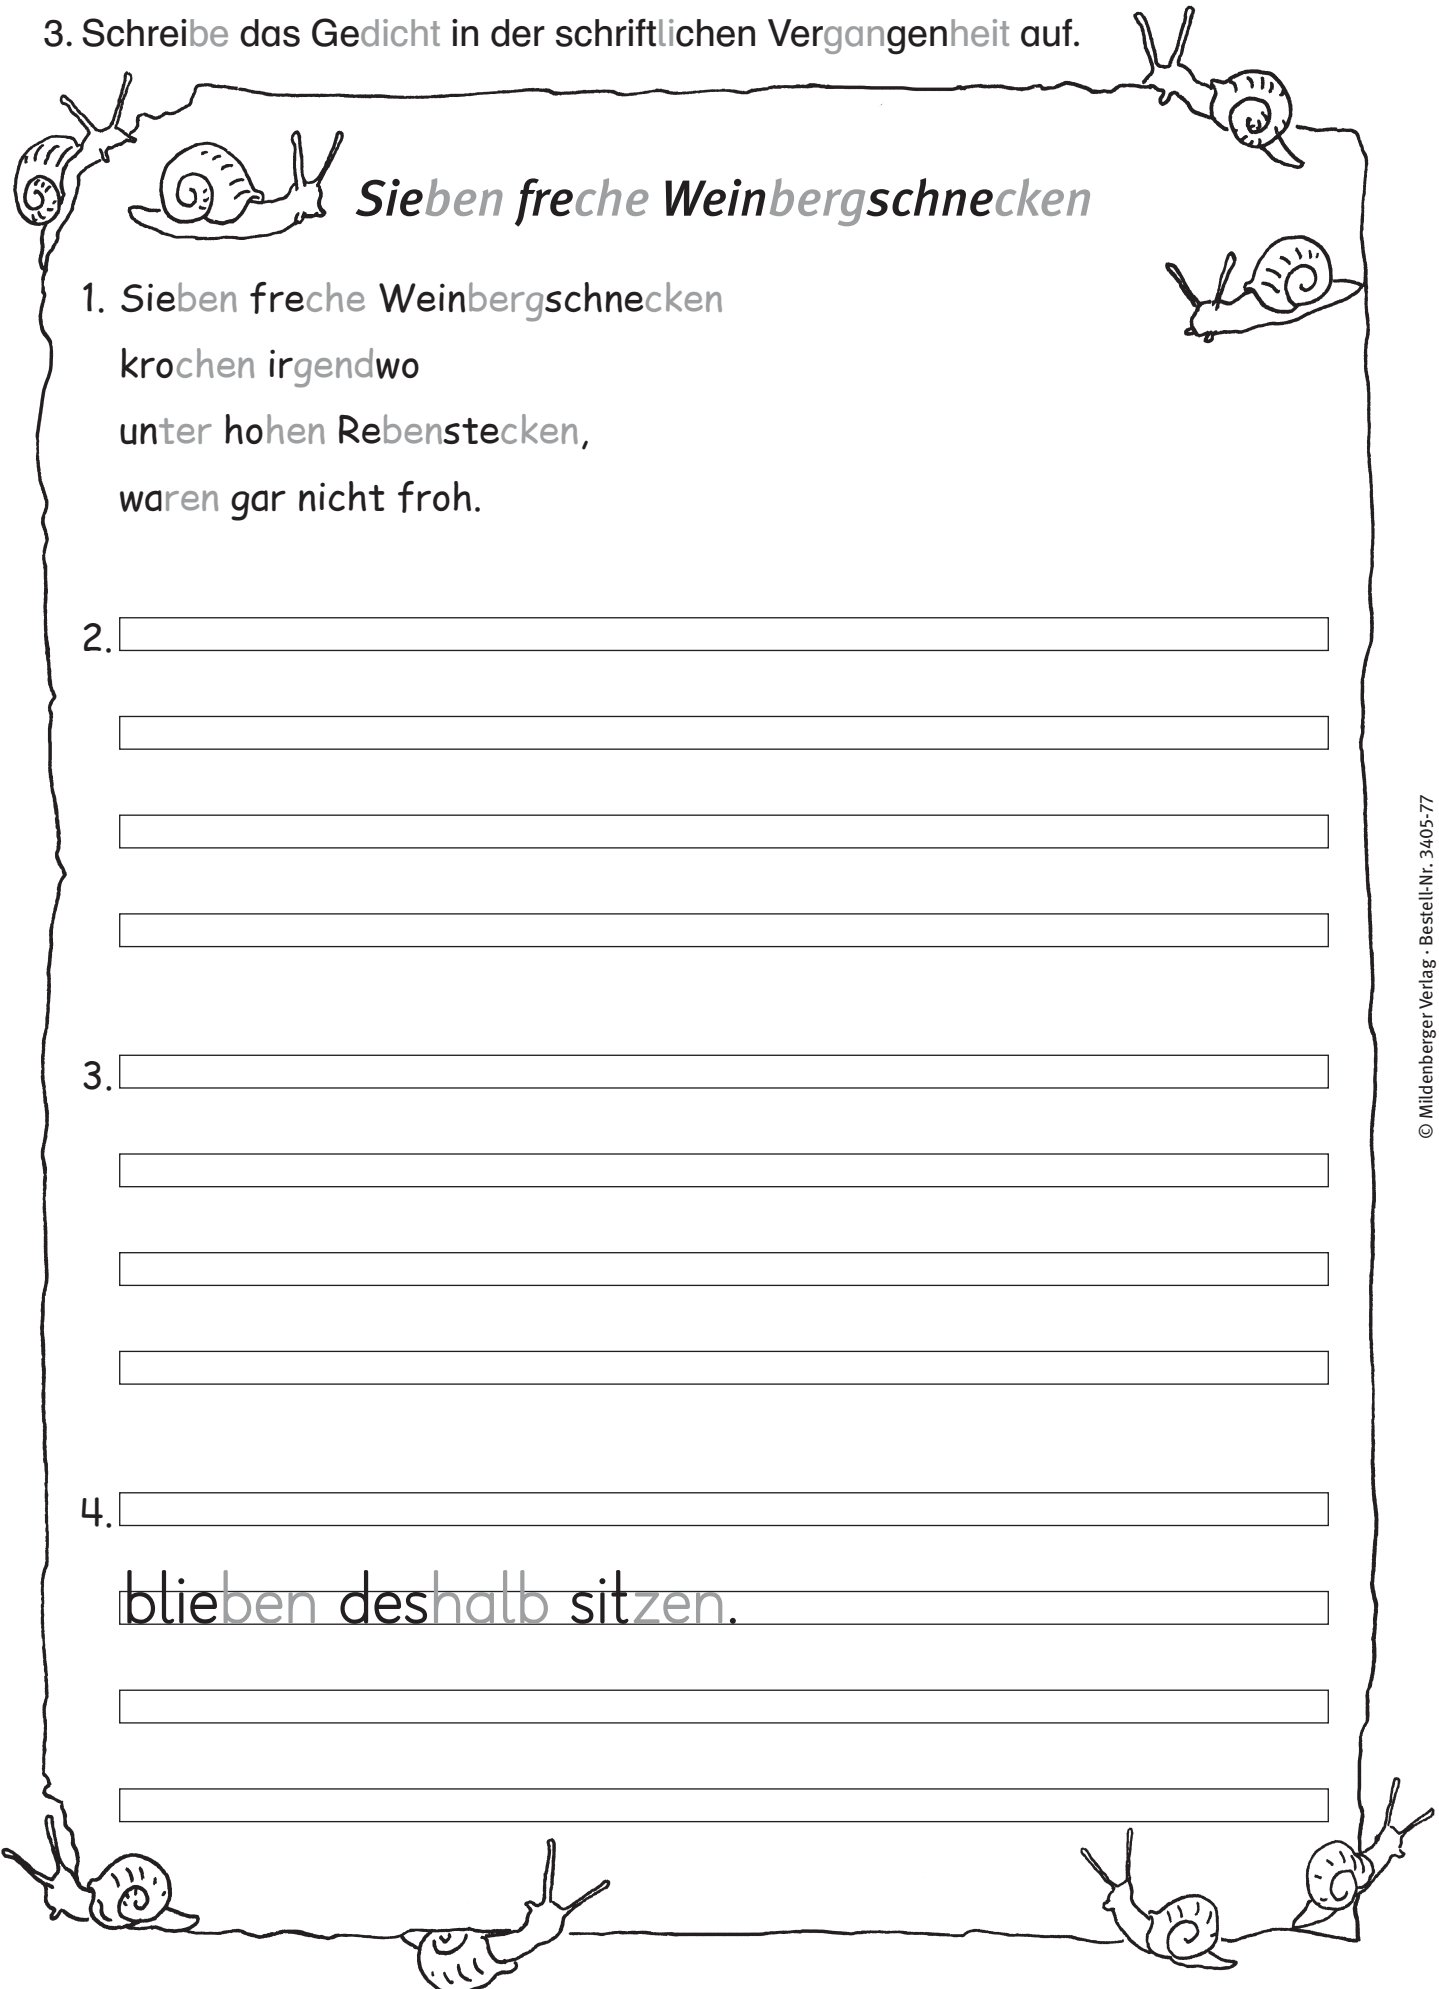 3. Schreibe das Gedicht in der schriftlichen Vergangenheit auf.
Sieben freche Weinbergschnecken
1. Sieben freche Weinbergschnecken
krochen irgendwo
unter hohen Rebenstecken,
waren gar nicht froh.
2.
3.
4.
blieben deshalb sitzen.
© Mildenberger Verlag · Bestell-Nr. 3405-77